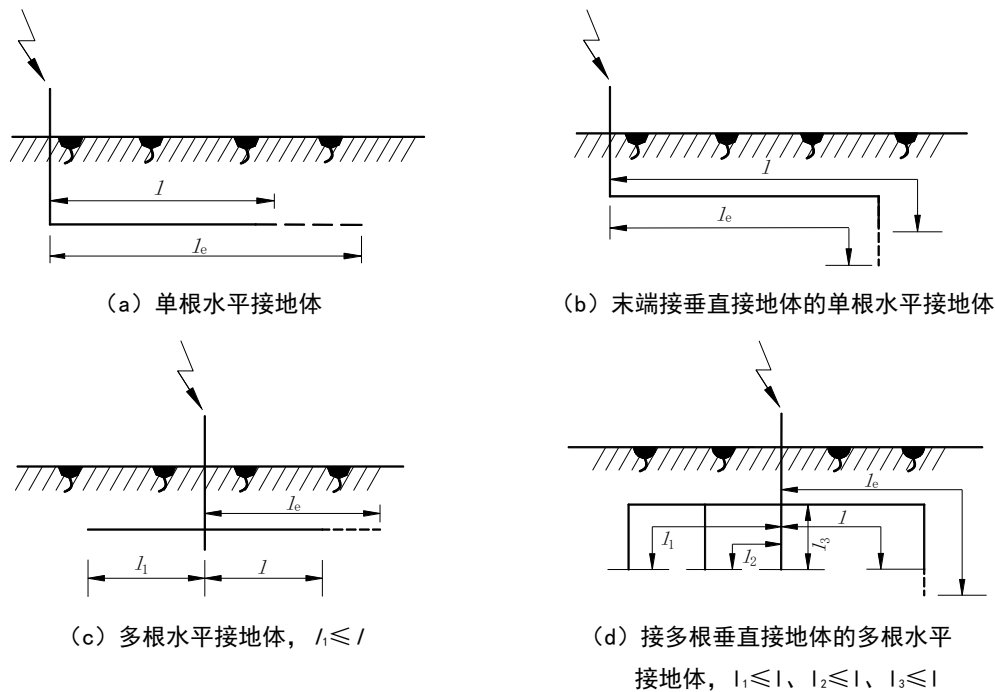 l
lₑ
（a）单根水平接地体
l
lₑ
（b）末端接垂直接地体的单根水平接地体
lₑ
l₁
l
（c）多根水平接地体，l₁≤l
lₑ
l₁
l₂
l₃
l
（d）接多根垂直接地体的多根水平
接地体，l₁≤l、l₂≤l、l₃≤l